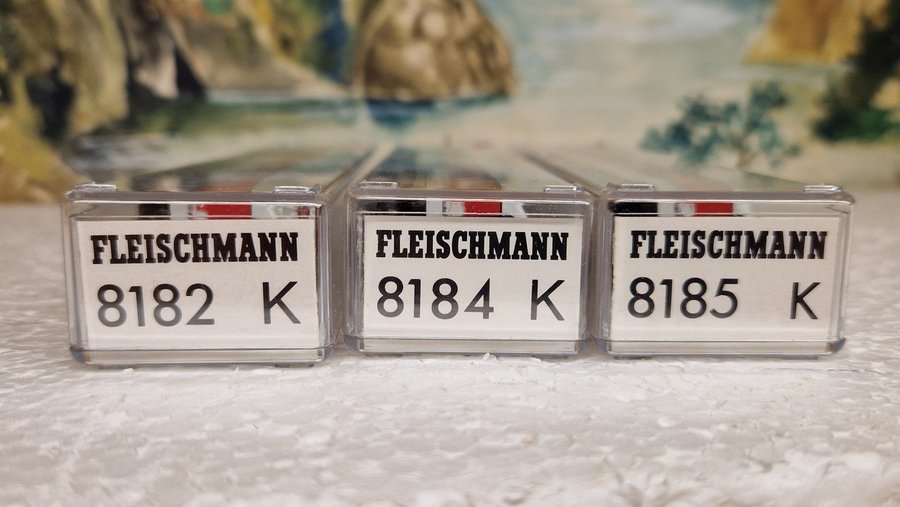 FLEISCHMANN
8182 K
FLEISCHMANN
8184 K
FLEISCHMANN
8185 K